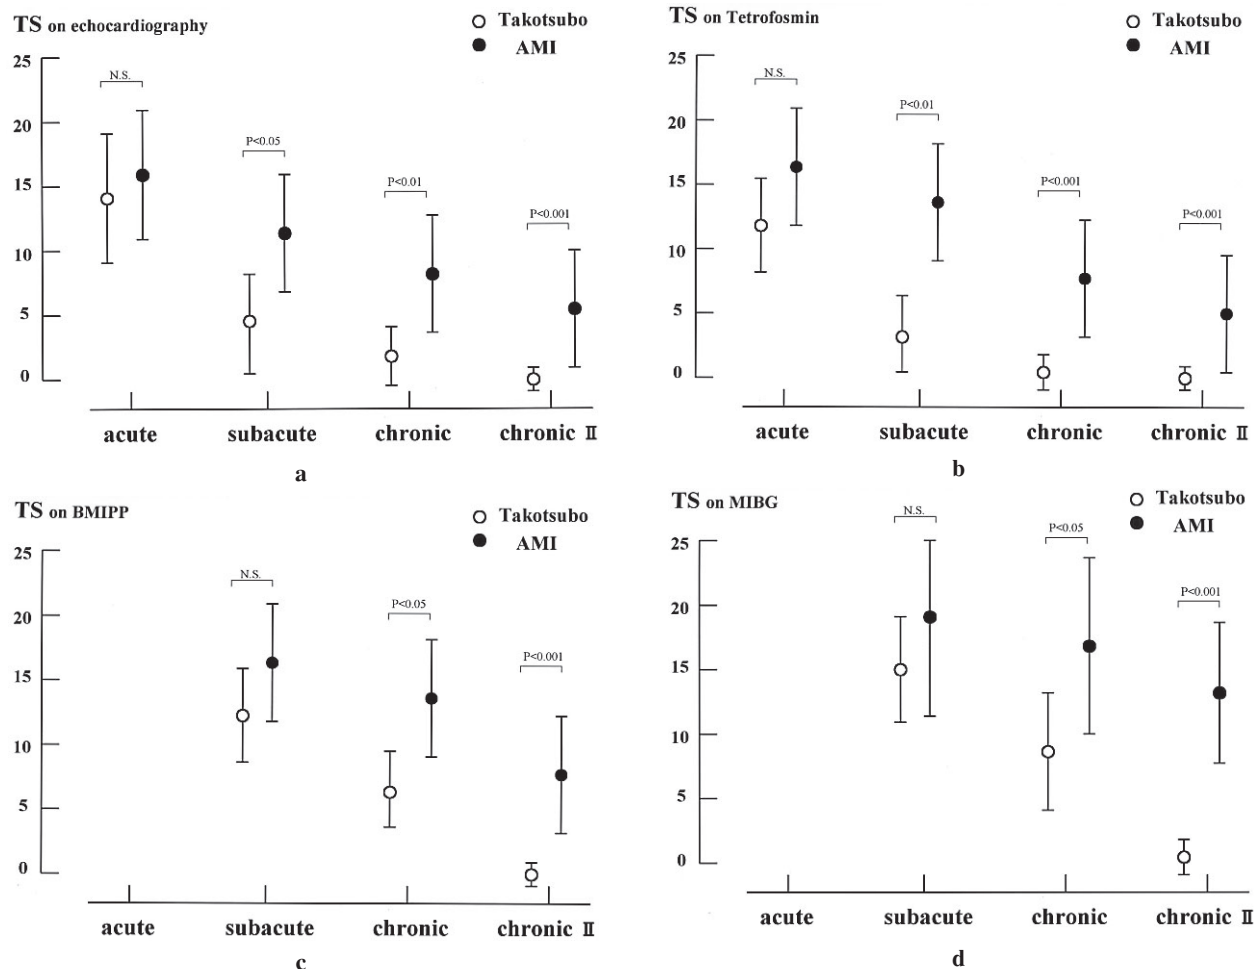 TS on echocardiography
Takotsubo
AMI
25
20
15
10
5
0
N.S.
P<0.05
P<0.01
P<0.001
acute subacute chronic chronic Ⅱ
a
TS on Tetrofosmin
Takotsubo
AMI
25
20
15
10
5
0
N.S.
P<0.01
P<0.001
P<0.001
acute subacute chronic chronic Ⅱ
b
TS on BMIPP
Takotsubo
AMI
25
20
15
10
5
0
N.S.
P<0.05
P<0.001
acute subacute chronic chronic Ⅱ
c
TS on MIBG
Takotsubo
AMI
25
20
15
10
5
0
N.S.
P<0.05
P<0.001
acute subacute chronic chronic Ⅱ
d